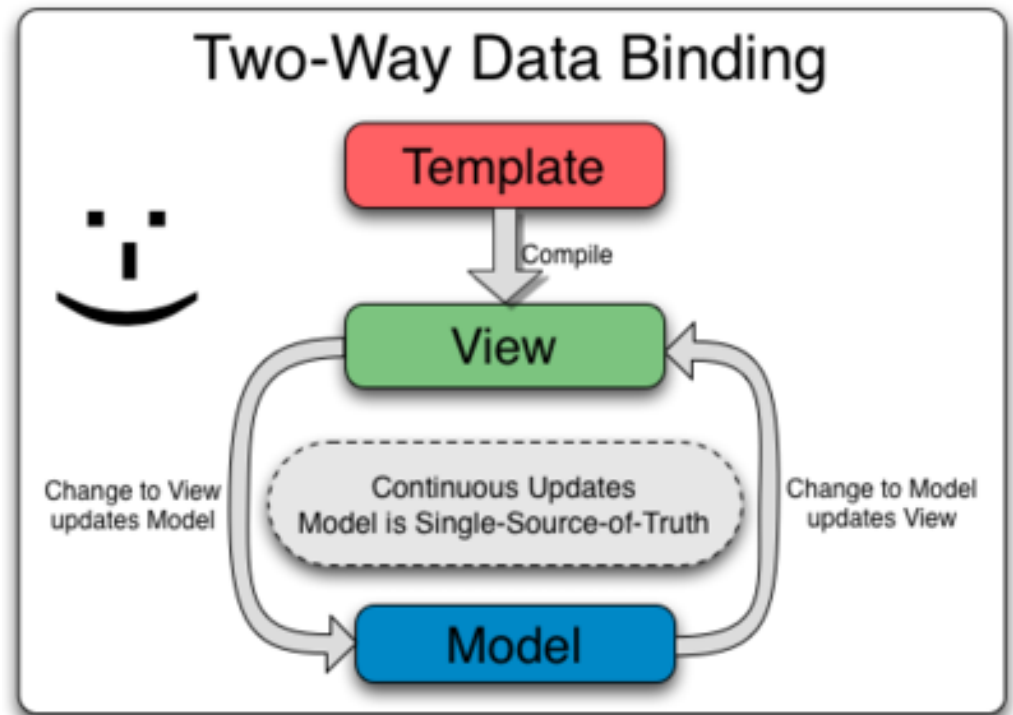 Two-Way Data Binding
Template
Compile
View
Change to View
updates Model
Continuous Updates
Model is Single-Source-of-Truth
Change to Model
updates View
Model